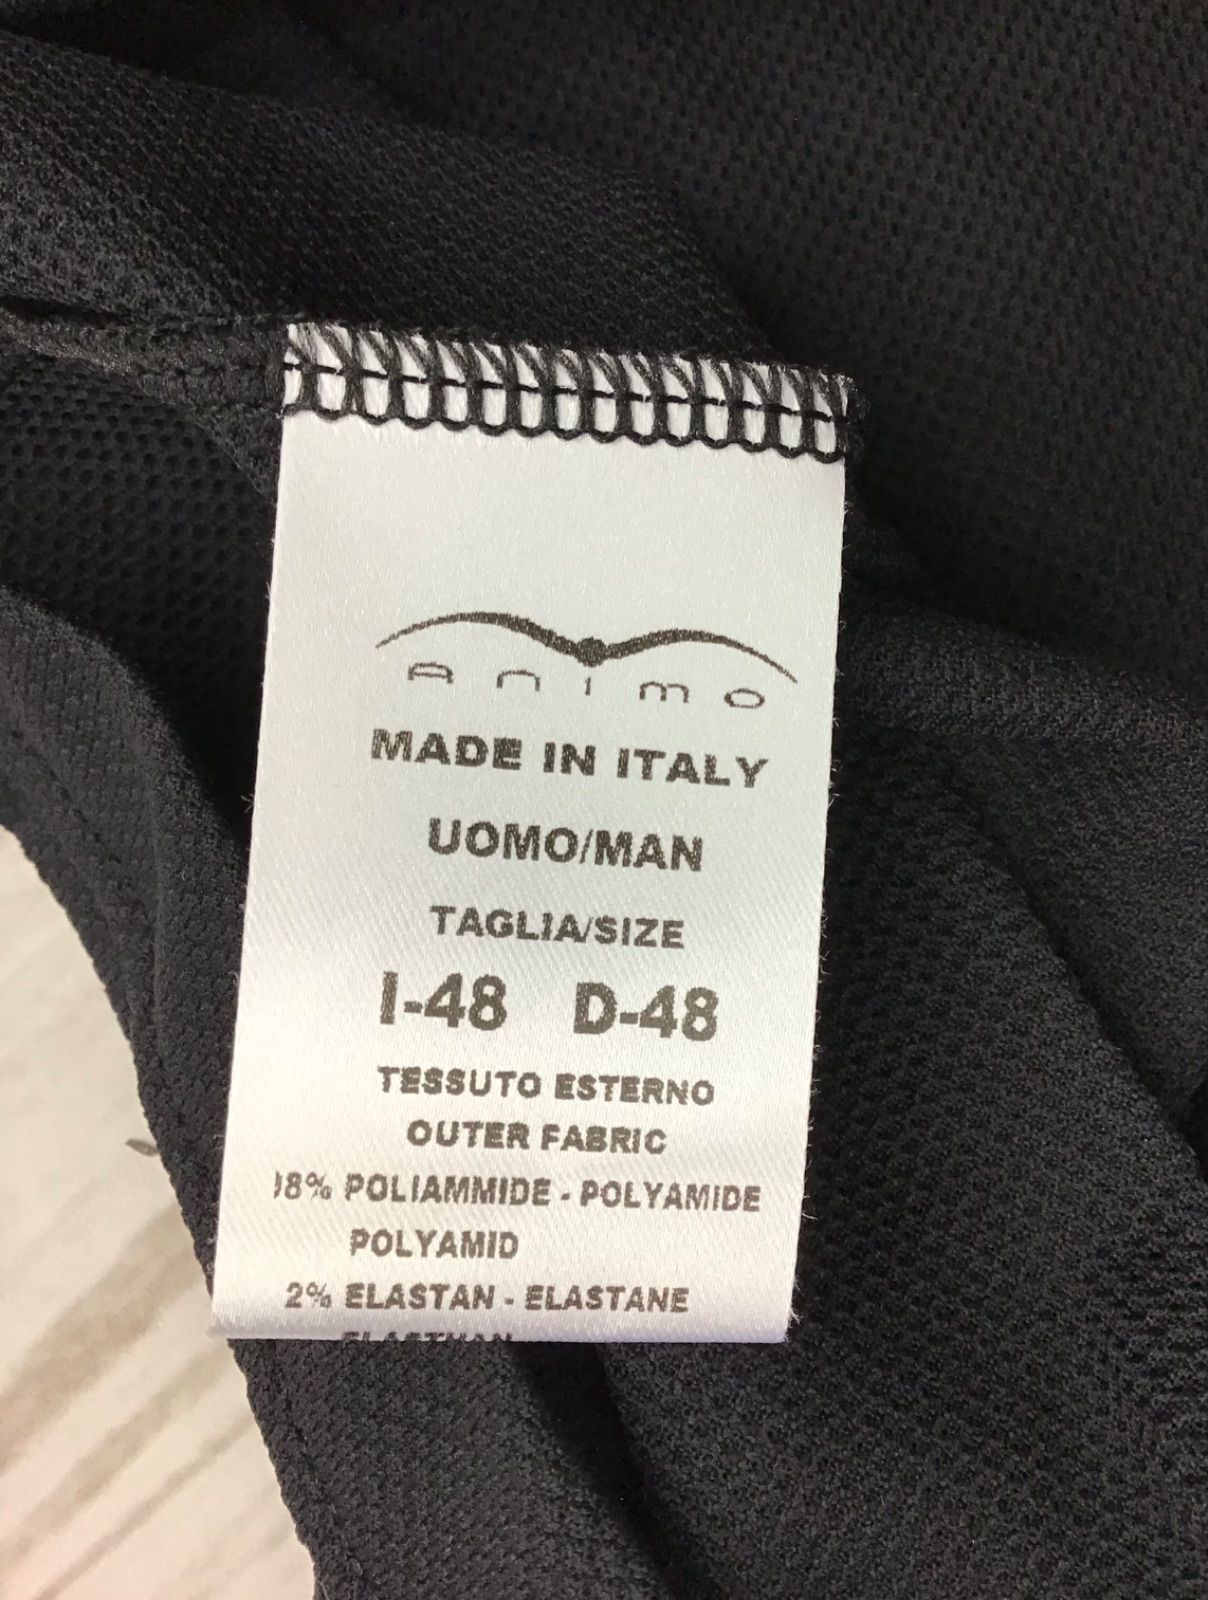 Animo
MADE IN ITALY
UOMO/MAN
TAGLIA/SIZE
I-48 D-48
TESSUTO ESTERNO
OUTER FABRIC
98% POLIAMMIDE - POLYAMIDE
POLYAMID
2% ELASTAN - ELASTANE
ELASTHAN